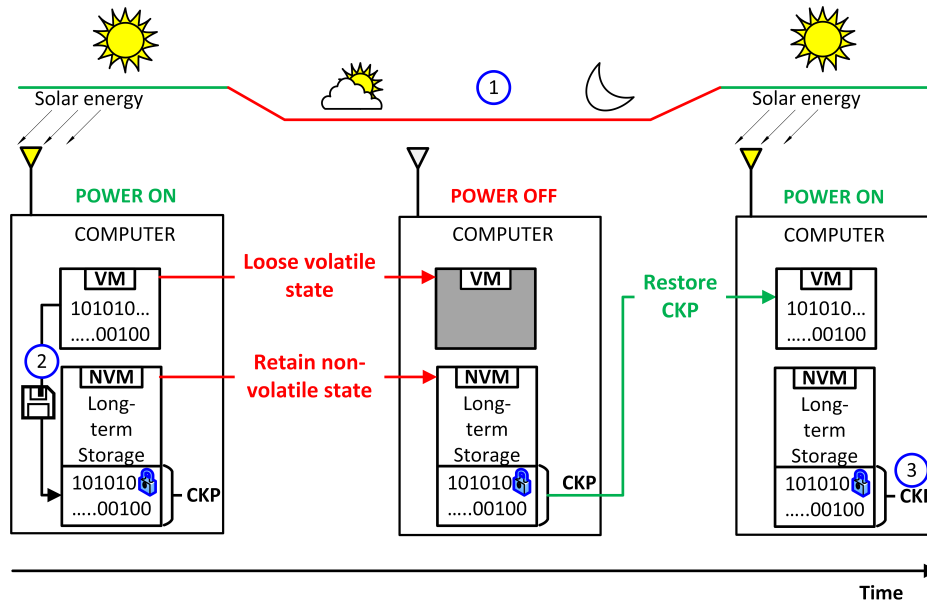 1
Solar energy
Solar energy
POWER ON
POWER OFF
POWER ON
COMPUTER
COMPUTER
COMPUTER
VM
101010...
.....00100
Loose volatile
state
VM
Restore
CKP
VM
101010...
.....00100
2
NVM
Long-
term
Storage
101010
.....00100
CKP
Retain non-
volatile state
NVM
Long-
term
Storage
101010
.....00100
CKP
NVM
Long-
term
Storage
101010
.....00100
3
CKP
Time